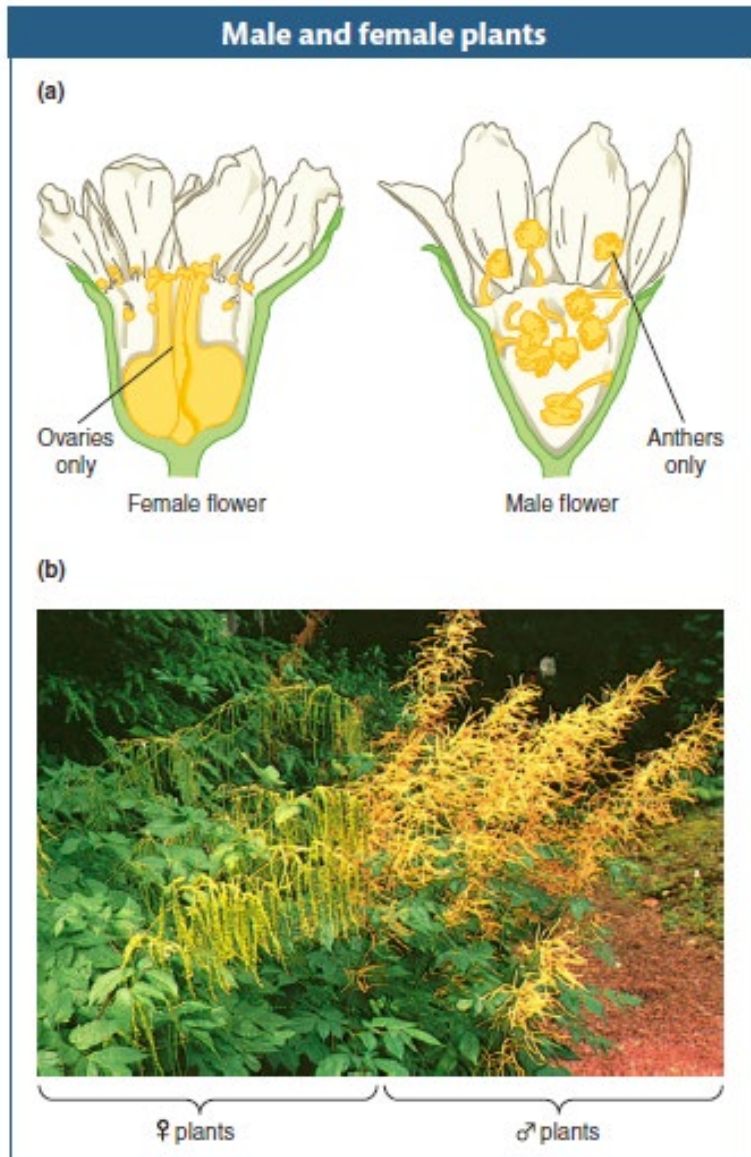 Male and female plants
(a)
Ovaries
only
Anthers
only
Female flower
Male flower
(b)
♀ plants
♂ plants